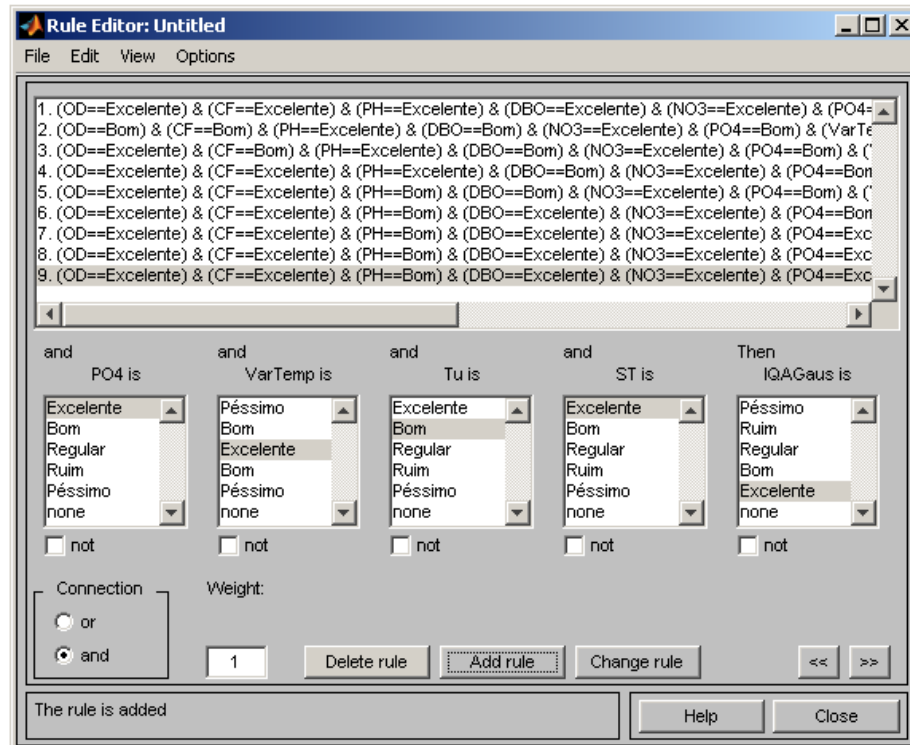 Rule Editor: Untitled
File Edit View Options
1. (OD==Excelente) & (CF==Excelente) & (PH==Excelente) & (DBO==Excelente) & (NO3==Excelente) & (PO4=
2. (OD==Bom) & (CF==Bom) & (PH==Excelente) & (DBO==Bom) & (NO3==Excelente) & (PO4==Bom) & (VarTe
3. (OD==Excelente) & (CF==Bom) & (PH==Excelente) & (DBO==Bom) & (NO3==Excelente) & (PO4==Bom) & (
4. (OD==Excelente) & (CF==Excelente) & (PH==Excelente) & (DBO==Bom) & (NO3==Excelente) & (PO4==Bon
5. (OD==Excelente) & (CF==Excelente) & (PH==Bom) & (DBO==Bom) & (NO3==Excelente) & (PO4==Bom) & (
6. (OD==Excelente) & (CF==Excelente) & (PH==Bom) & (DBO==Excelente) & (NO3==Excelente) & (PO4==Bon
7. (OD==Excelente) & (CF==Excelente) & (PH==Bom) & (DBO==Excelente) & (NO3==Excelente) & (PO4==Exc
8. (OD==Excelente) & (CF==Excelente) & (PH==Bom) & (DBO==Excelente) & (NO3==Excelente) & (PO4==Exc
9. (OD==Excelente) & (CF==Excelente) & (PH==Bom) & (DBO==Excelente) & (NO3==Excelente) & (PO4==Exc
and and and and Then
PO4 is VarTemp is Tu is ST is IQAGaus is
Excelente Péssimo Excelente Excelente Péssimo
Bom Bom Bom Bom Ruim
Regular Excelente Regular Regular Regular
Ruim Bom Ruim Ruim Bom
Péssimo Péssimo Péssimo Péssimo Excelente
none none none none none
not not not not not
Connection Weight:
or
and 1 Delete rule Add rule Change rule << >>
The rule is added Help Close